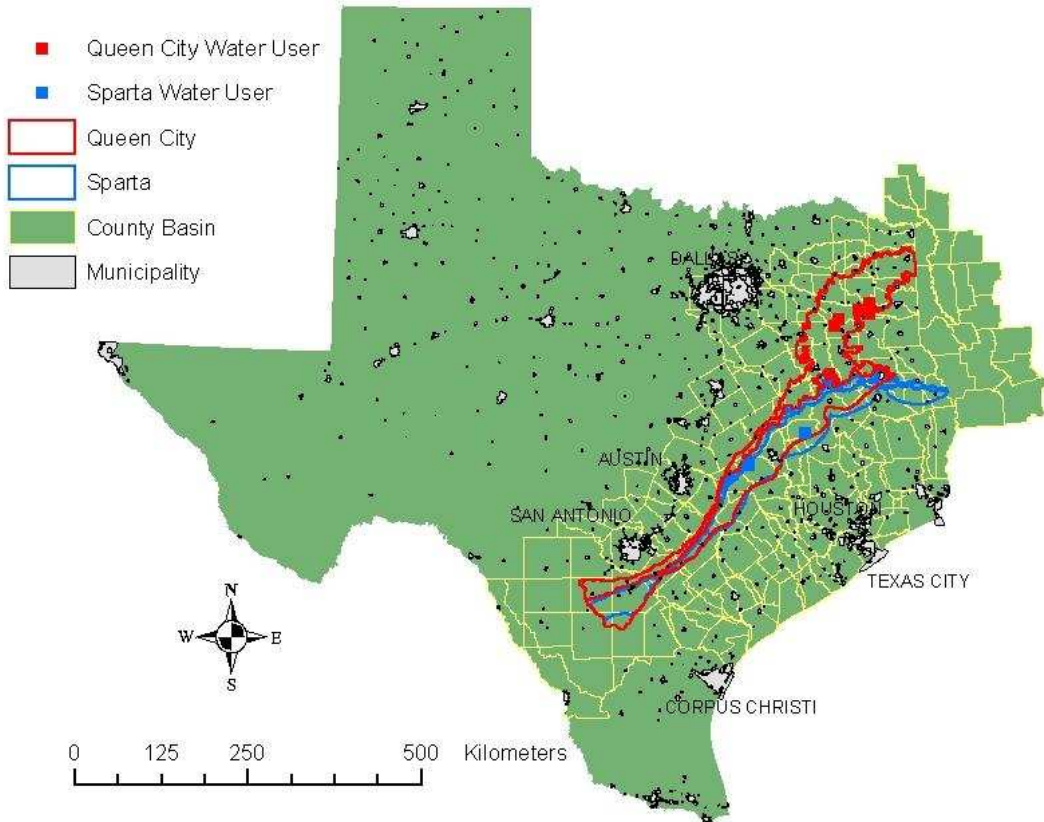 Queen City Water User
Sparta Water User
Queen City
Sparta
County Basin
Municipality
DALLAS
AUSTIN
SAN ANTONIO
HOUSTON
TEXAS CITY
CORPUS CHRISTI
N
W E
S
0 125 250 500 Kilometers